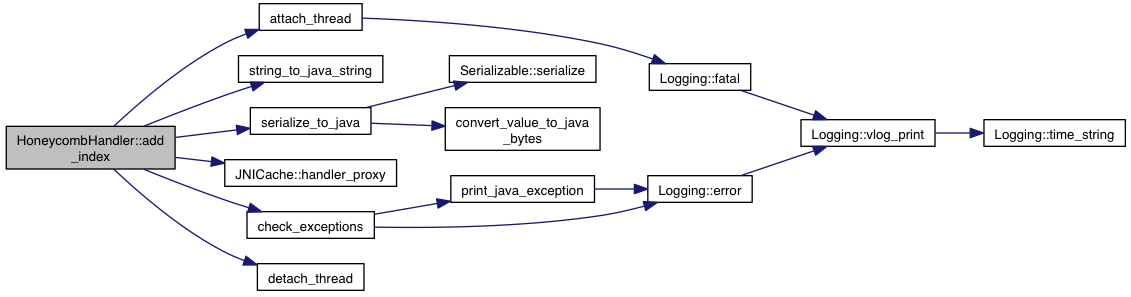 HoneycombHandler::add
_index
attach_thread
string_to_java_string
serialize_to_java
JNICache::handler_proxy
check_exceptions
detach_thread
Serializable::serialize
convert_value_to_java
_bytes
print_java_exception
Logging::fatal
Logging::error
Logging::vlog_print
Logging::time_string